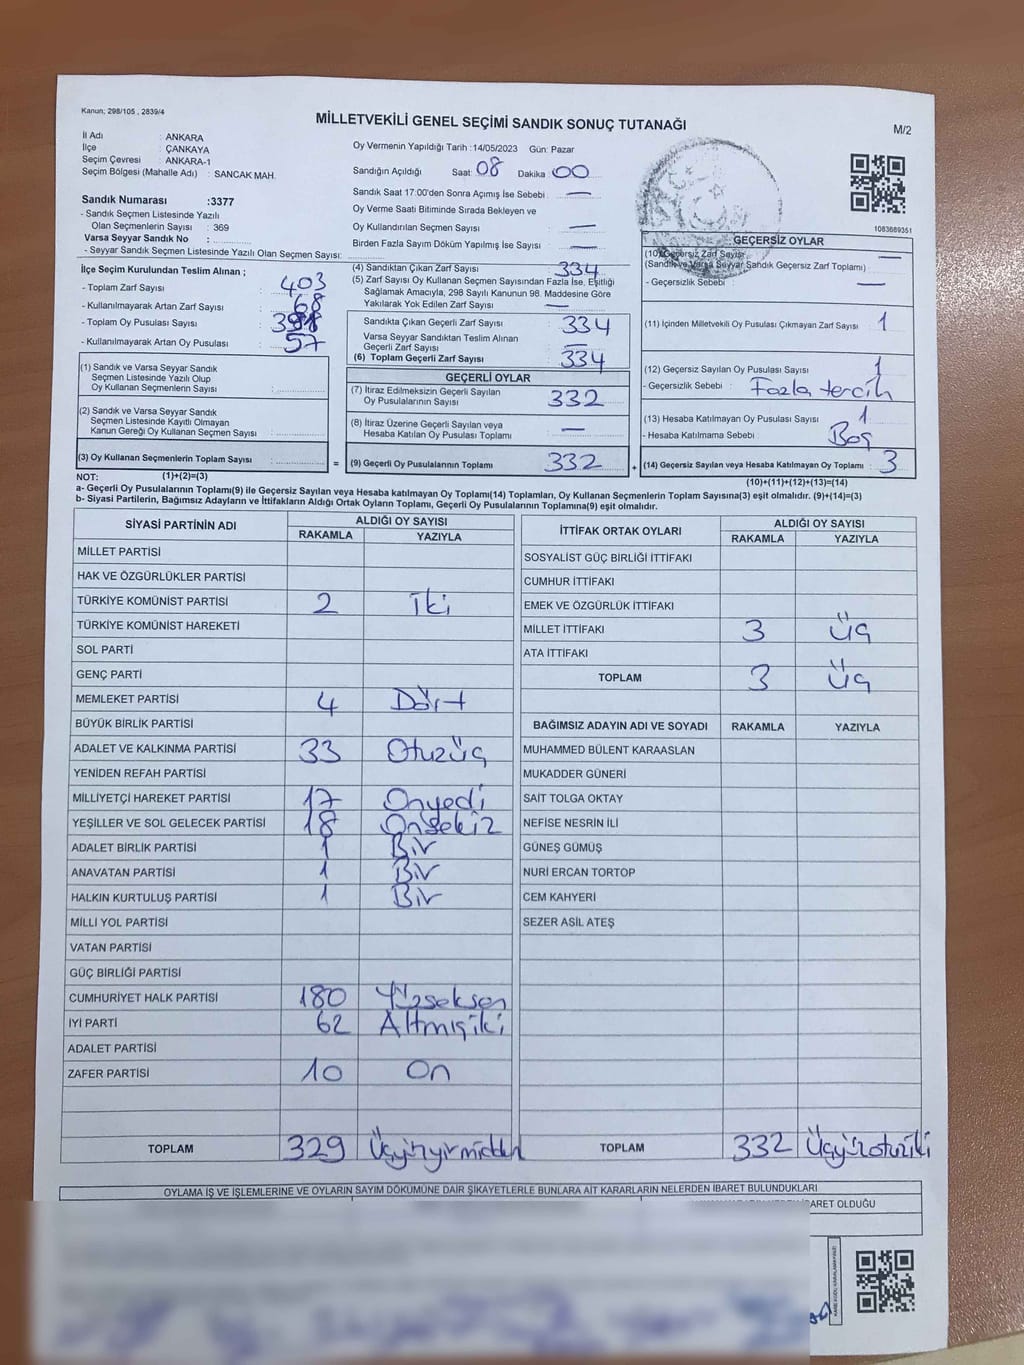 Kanun; 298/105 , 2839/4
MİLLETVEKİLİ GENEL SEÇİMİ SANDIK SONUÇ TUTANAĞI
M/2
İl Adı : ANKARA
İlçe : ÇANKAYA
Seçim Çevresi : ANKARA-1
Seçim Bölgesi (Mahalle Adı) : SANCAK MAH.
Sandık Numarası :3377
- Sandık Seçmen Listesinde Yazılı
Olan Seçmenlerin Sayısı : 369
Varsa Seyyar Sandık No :
- Seyyar Sandık Seçmen Listesinde Yazılı Olan Seçmenlerin Sayısı:
Oy Vermenin Yapıldığı Tarih :14/05/2023 Gün: Pazar
Sandığın Açıldığı Saat: 08 Dakika : 00
Sandık Saat 17:00'den Sonra Açımış İse Sebebi : —
Oy Verme Saati Bitiminde Sırada Bekleyen ve
Oy Kullandırılan Seçmen Sayısı : —
Birden Fazla Sayım Döküm Yapılmış İse Sayısı : —
1083669351
İlçe Seçim Kurulundan Teslim Alınan ;
- Toplam Zarf Sayısı : 403
- Kullanılmayarak Artan Zarf Sayısı : 68
- Toplam Oy Pusulası Sayısı :
- Kullanılmayarak Artan Oy Pusulası : 57
(1) Sandık ve Varsa Seyyar Sandık
Seçmen Listesinde Yazılı Olup
Oy Kullanan Seçmenlerin Sayısı :
(2) Sandık ve Varsa Seyyar Sandık
Seçmen Listesinde Kayıtlı Olmayan
Kanun Gereği Oy Kullanan Seçmen Sayısı :
(3) Oy Kullanan Seçmenlerin Toplam Sayısı :
(4) Sandıktan Çıkan Zarf Sayısı : 334
(5) Zarf Sayısı Oy Kullanan Seçmen Sayısından Fazla İse, Eşitliği
Sağlamak Amacıyla, 298 Sayılı Kanunun 98. Maddesine Göre
Yakılarak Yok Edilen Zarf Sayısı : —
Sandıkta Çıkan Geçerli Zarf Sayısı : 334
Varsa Seyyar Sandıktan Teslim Alınan
Geçerli Zarf Sayısı : —
(6) Toplam Geçerli Zarf Sayısı : 334
GEÇERLİ OYLAR
(7) İtiraz Edilmeksizin Geçerli Sayılan
Oy Pusulalarının Sayısı : 332
(8) İtiraz Üzerine Geçerli Sayılan veya
Hesaba Katılan Oy Pusulası Toplamı : —
= (9) Geçerli Oy Pusulalarının Toplamı : 332
GEÇERSİZ OYLAR
(10)Geçersiz Zarf Sayısı : —
(Sandık ve Varsa Seyyar Sandık Geçersiz Zarf Toplamı)
- Geçersizlik Sebebi : —
(11) İçinden Milletvekili Oy Pusulası Çıkmayan Zarf Sayısı : 1
(12) Geçersiz Sayılan Oy Pusulası Sayısı : 1
- Geçersizlik Sebebi : Fazla tercih
(13) Hesaba Katılmayan Oy Pusulası Sayısı : 1
- Hesaba Katılmama Sebebi : Boş
+ (14) Geçersiz Sayılan veya Hesaba Katılmayan Oy Toplamı : 3
NOT: (1)+(2)=(3)
(10)+(11)+(12)+(13)=(14)
a- Geçerli Oy Pusulalarının Toplamı(9) ile Geçersiz Sayılan veya Hesaba katılmayan Oy Toplamı(14) Toplamları, Oy Kullanan Seçmenlerin Toplam Sayısına(3) eşit olmalıdır. (9)+(14)=(3)
b- Siyasi Partilerin, Bağımsız Adayların ve İttifakların Aldığı Ortak Oyların Toplamı, Geçerli Oy Pusulalarının Toplamına(9) eşit olmalıdır.
SİYASİ PARTİNİN ADI ALDIĞI OY SAYISI
RAKAMLA YAZIYLA
MİLLET PARTİSİ
HAK VE ÖZGÜRLÜKLER PARTİSİ
TÜRKİYE KOMÜNİST PARTİSİ 2 İki
TÜRKİYE KOMÜNİST HAREKETİ
SOL PARTİ
GENÇ PARTİ
MEMLEKET PARTİSİ 4 Dört
BÜYÜK BİRLİK PARTİSİ
ADALET VE KALKINMA PARTİSİ 33 Otuzüç
YENİDEN REFAH PARTİSİ
MİLLİYETÇİ HAREKET PARTİSİ 17 Onyedi
YEŞİLLER VE SOL GELECEK PARTİSİ 18 Onsekiz
ADALET BİRLİK PARTİSİ 1 Bir
ANAVATAN PARTİSİ 1 Bir
HALKIN KURTULUŞ PARTİSİ 1 Bir
MİLLİ YOL PARTİSİ
VATAN PARTİSİ
GÜÇ BİRLİĞİ PARTİSİ
CUMHURİYET HALK PARTİSİ 180 Yüzseksen
İYİ PARTİ 62 Altmışiki
ADALET PARTİSİ
ZAFER PARTİSİ 10 On
TOPLAM 329 Üçyüzyirmidokuz
İTTİFAK ORTAK OYLARI ALDIĞI OY SAYISI
RAKAMLA YAZIYLA
SOSYALİST GÜÇ BİRLİĞİ İTTİFAKI
CUMHUR İTTİFAKI
EMEK VE ÖZGÜRLÜK İTTİFAKI
MİLLET İTTİFAKI 3 Üç
ATA İTTİFAKI
TOPLAM 3 Üç
BAĞIMSIZ ADAYIN ADI VE SOYADI RAKAMLA YAZIYLA
MUHAMMED BÜLENT KARAASLAN
MUKADDER GÜNERİ
SAİT TOLGA OKTAY
NEFİSE NESRİN İLİ
GÜNEŞ GÜMÜŞ
NURİ ERCAN TORTOP
CEM KAHYERİ
SEZER ASIL ATEŞ
TOPLAM 332 Üçyüzotuziki
OYLAMA İŞ VE İŞLEMLERİNE VE OYLARIN SAYIM DÖKÜMÜNE DAİR ŞİKAYETLERLE BUNLARA AİT KARARLARIN NELERDEN İBARET BULUNDUKLARI
BARET OLDUĞU